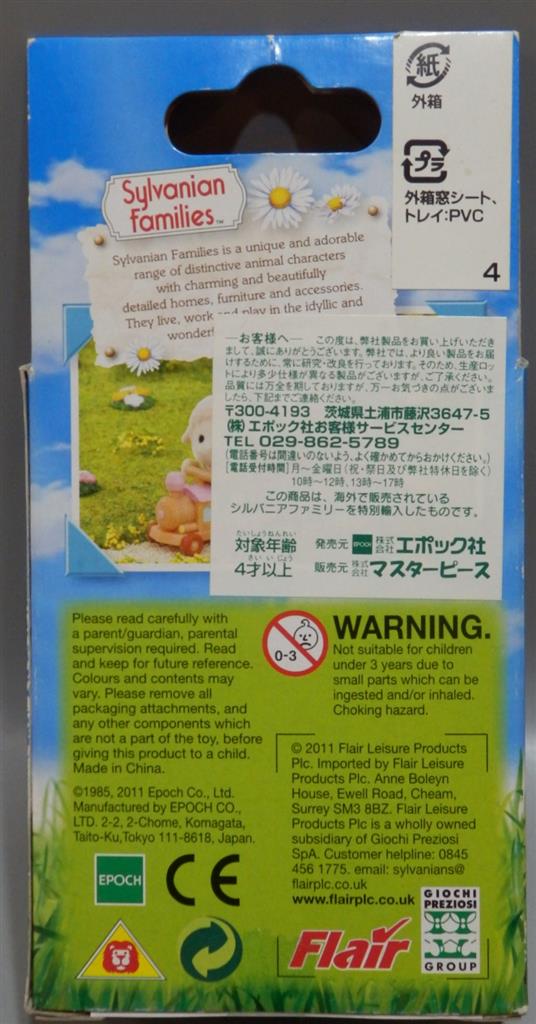 紙
外箱
プラ
外箱窓シート、
トレイ:PVC
4
Sylvanian
Families™
Sylvanian Families is a unique and adorable
range of distinctive animal characters
with charming and beautifully
detailed homes, furniture and accessories.
They live, work and play in the idyllic and
wonderf
―お客様へ― この度は、弊社製品をお買い上げいただき
まして、誠にありがとうございます。弊社では、より良い製品をお届
けするために、常に研究・改良を行っております。そのため、生産ロッ
トにより多少仕様が異なる製品がございますが、ご了承ください。
品質には万全を期しておりますが、万一お気づきの点がございま
したら、下記までご連絡ください。
〒300-4193 茨城県土浦市藤沢3647-5
(株)エポック社お客様サービスセンター
TEL 029-862-5789
(電話番号は間違いのないよう、よく確かめてからおかけください。)
[電話受付時間]月〜金曜日(祝・祭日及び弊社特休日を除く)
10時〜12時、13時〜17時
この商品は、海外で販売されている
シルバニアファミリーを特別輸入したものです。
たいしょうねんれい
対象年齢
さいいじょう
4才以上
発売元 EPOCH 株式会社エポック社
販売元 株式会社マスターピース
Please read carefully with
a parent/guardian, parental
supervision required. Read
and keep for future reference.
Colours and contents may
vary. Please remove all
packaging attachments, and
any other components which
are not a part of the toy, before
giving this product to a child.
Made in China.
©1985, 2011 Epoch Co., Ltd.
Manufactured by EPOCH CO.,
LTD. 2-2, 2-Chome, Komagata,
Taito-Ku,Tokyo 111-8618, Japan.
EPOCH
CE
0-3
WARNING.
Not suitable for children
under 3 years due to
small parts which can be
ingested and/or inhaled.
Choking hazard.
© 2011 Flair Leisure Products
Plc. Imported by Flair Leisure
Products Plc. Anne Boleyn
House, Ewell Road, Cheam,
Surrey SM3 8BZ. Flair Leisure
Products Plc is a wholly owned
subsidiary of Giochi Preziosi
SpA. Customer helpline: 0845
456 1775. email: sylvanians@
flairplc.co.uk
www.flairplc.co.uk
Flair
GIOCHI
PREZIOSI
GROUP